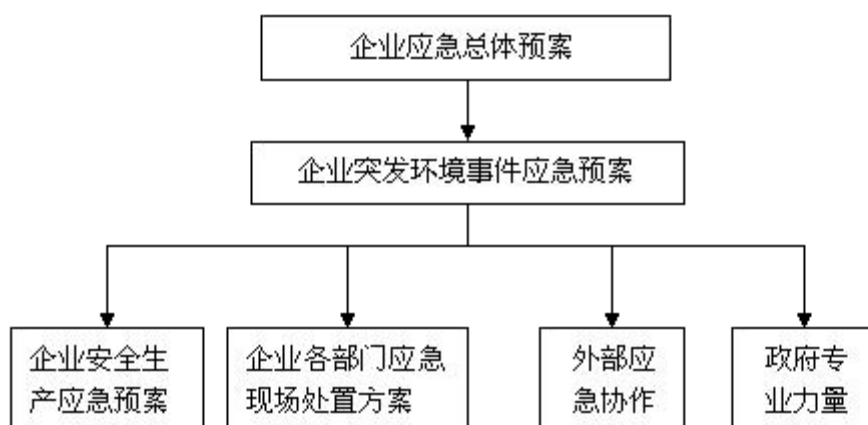 企业应急总体预案
企业突发环境事件应急预案
企业安全生
产应急预案
企业各部门应急
现场处置方案
外部应
急协作
政府专
业力量